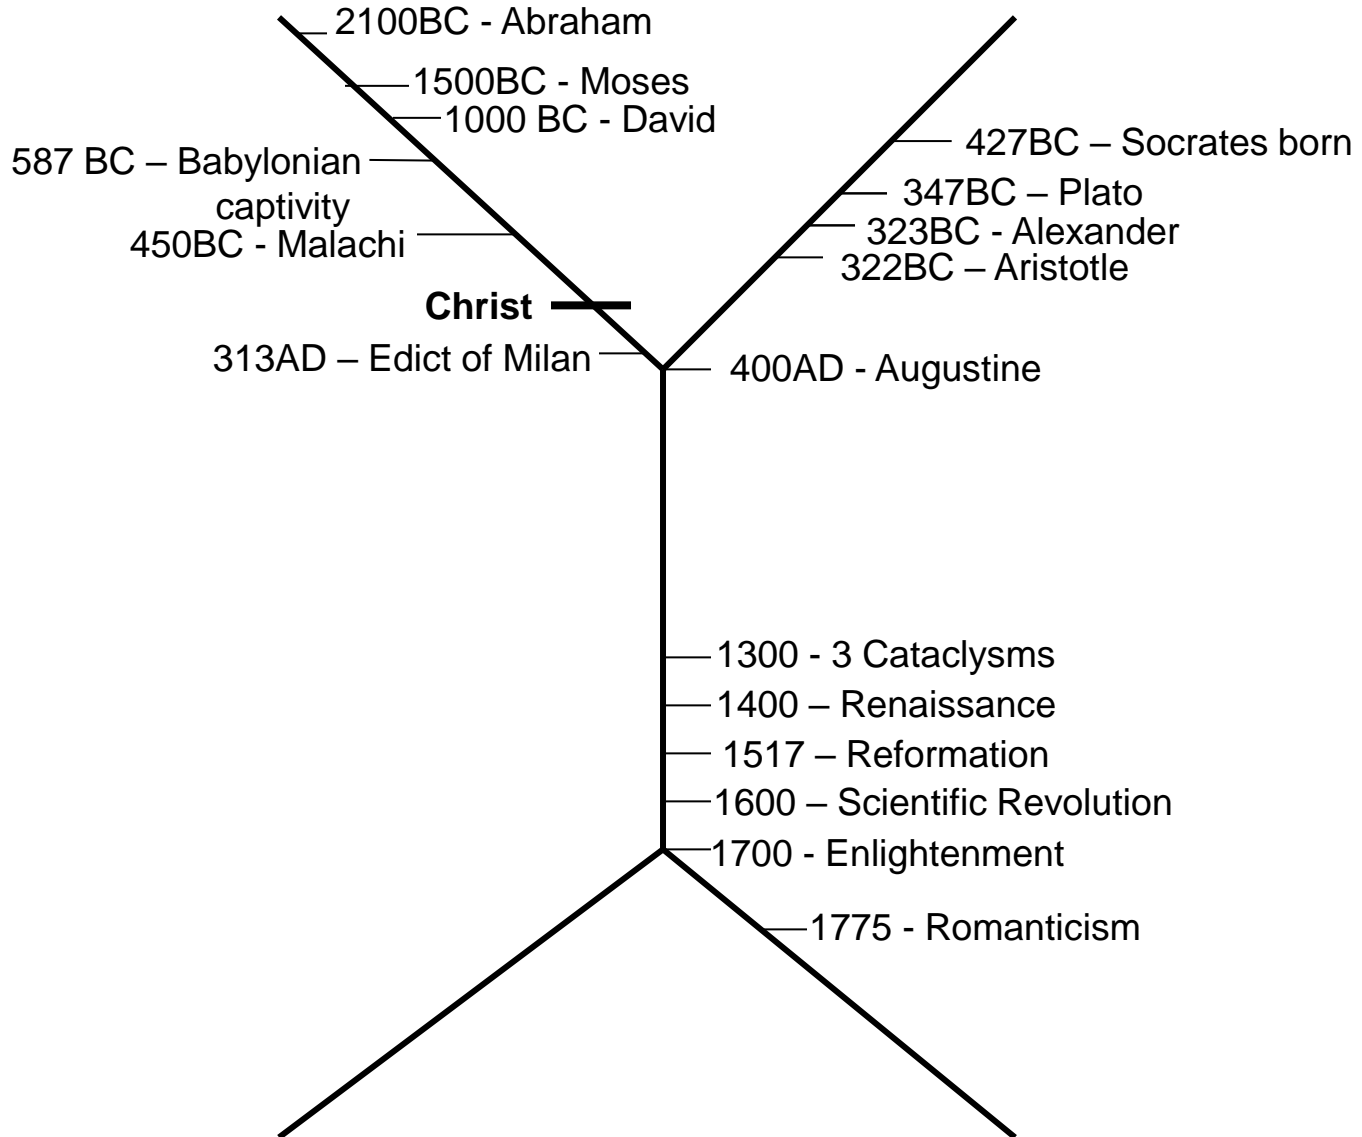 2100BC - Abraham
1500BC - Moses
1000 BC - David
587 BC – Babylonian
captivity
450BC - Malachi
Christ
313AD – Edict of Milan
427BC – Socrates born
347BC – Plato
323BC - Alexander
322BC – Aristotle
400AD - Augustine
1300 - 3 Cataclysms
1400 – Renaissance
1517 – Reformation
1600 – Scientific Revolution
1700 - Enlightenment
1775 - Romanticism